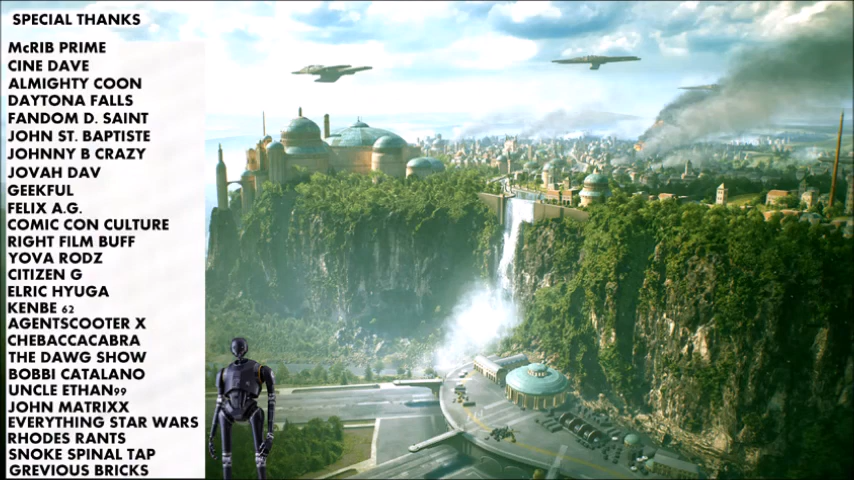 SPECIAL THANKS
McRIB PRIME
CINE DAVE
ALMIGHTY COON
DAYTONA FALLS
FANDOM D. SAINT
JOHN ST. BAPTISTE
JOHNNY B CRAZY
JOVAH DAV
GEEKFUL
FELIX A.G.
COMIC CON CULTURE
RIGHT FILM BUFF
YOVA RODZ
CITIZEN G
ELRIC HYUGA
KENBE 62
AGENTSCOOTER X
CHEBACCACABRA
THE DAWG SHOW
BOBBI CATALANO
UNCLE ETHAN99
JOHN MATRIXX
EVERYTHING STAR WARS
RHODES RANTS
SNOKE SPINAL TAP
GREVIOUS BRICKS